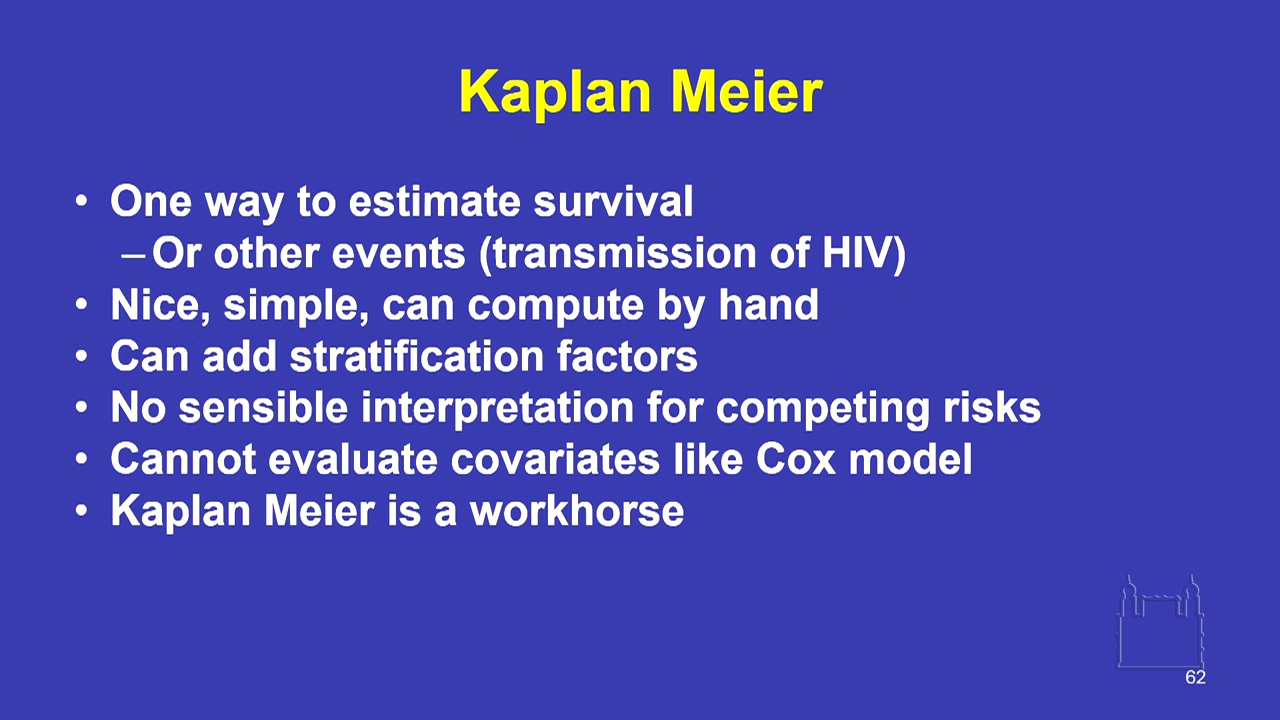 Kaplan Meier
• One way to estimate survival
– Or other events (transmission of HIV)
• Nice, simple, can compute by hand
• Can add stratification factors
• No sensible interpretation for competing risks
• Cannot evaluate covariates like Cox model
• Kaplan Meier is a workhorse
62